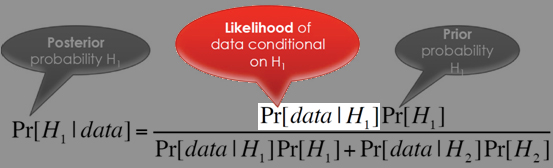 Posterior
probability H₁
Likelihood of
data conditional
on H₁
Prior
probability
H₁
Pr[H₁ | data] = Pr[data | H₁]Pr[H₁]
Pr[data | H₁]Pr[H₁] + Pr[data | H₂]Pr[H₂]